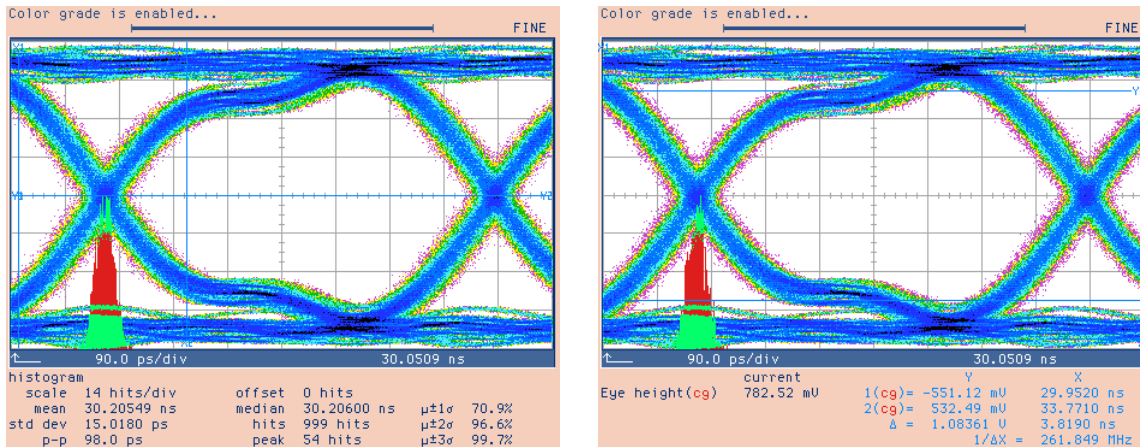 Color grade is enabled...
FINE
90.0 ps/div 30.0509 ns
histogram
scale 14 hits/div offset 0 hits
mean 30.20549 ns median 30.20600 ns μ±1σ 70.9%
std dev 15.0180 ps hits 999 hits μ±2σ 96.6%
p-p 98.0 ps peak 54 hits μ±3σ 99.7%
Color grade is enabled...
FINE
90.0 ps/div 30.0509 ns
current Y X
Eye height(cg) 782.52 mV 1(cg)= -551.12 mV 29.9520 ns
2(cg)= 532.49 mV 33.7710 ns
Δ = 1.08361 V 3.8190 ns
1/ΔX = 261.849 MHz